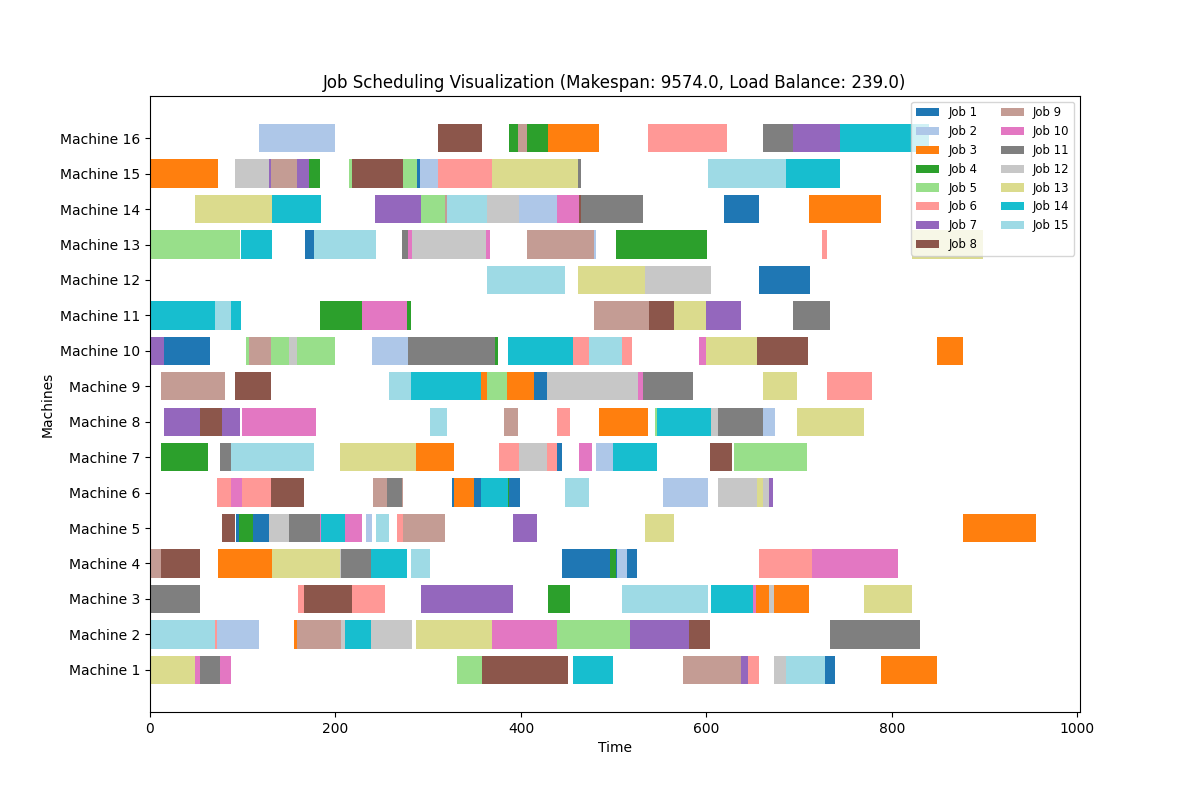 Job Scheduling Visualization (Makespan: 9574.0, Load Balance: 239.0)
Machine 16
Machine 15
Machine 14
Machine 13
Machine 12
Machine 11
Machine 10
Machine 9
Machine 8
Machine 7
Machine 6
Machine 5
Machine 4
Machine 3
Machine 2
Machine 1
Machines
Job 1
Job 2
Job 3
Job 4
Job 5
Job 6
Job 7
Job 8
Job 9
Job 10
Job 11
Job 12
Job 13
Job 14
Job 15
0 200 400 600 800 1000
Time